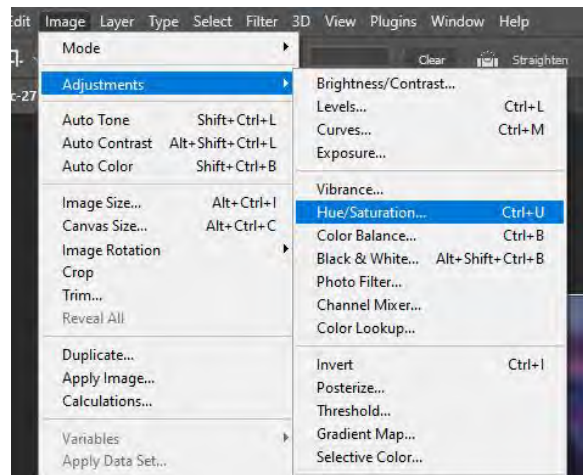 Edit Image Layer Type Select Filter 3D View Plugins Window Help
Clear Straighten
c-27
Mode
Adjustments
Auto Tone Shift+Ctrl+L
Auto Contrast Alt+Shift+Ctrl+L
Auto Color Shift+Ctrl+B
Image Size... Alt+Ctrl+I
Canvas Size... Alt+Ctrl+C
Image Rotation
Crop
Trim...
Reveal All
Duplicate...
Apply Image...
Calculations...
Variables
Apply Data Set...
Brightness/Contrast...
Levels... Ctrl+L
Curves... Ctrl+M
Exposure...
Vibrance...
Hue/Saturation... Ctrl+U
Color Balance... Ctrl+B
Black & White... Alt+Shift+Ctrl+B
Photo Filter...
Channel Mixer...
Color Lookup...
Invert Ctrl+I
Posterize...
Threshold...
Gradient Map...
Selective Color...